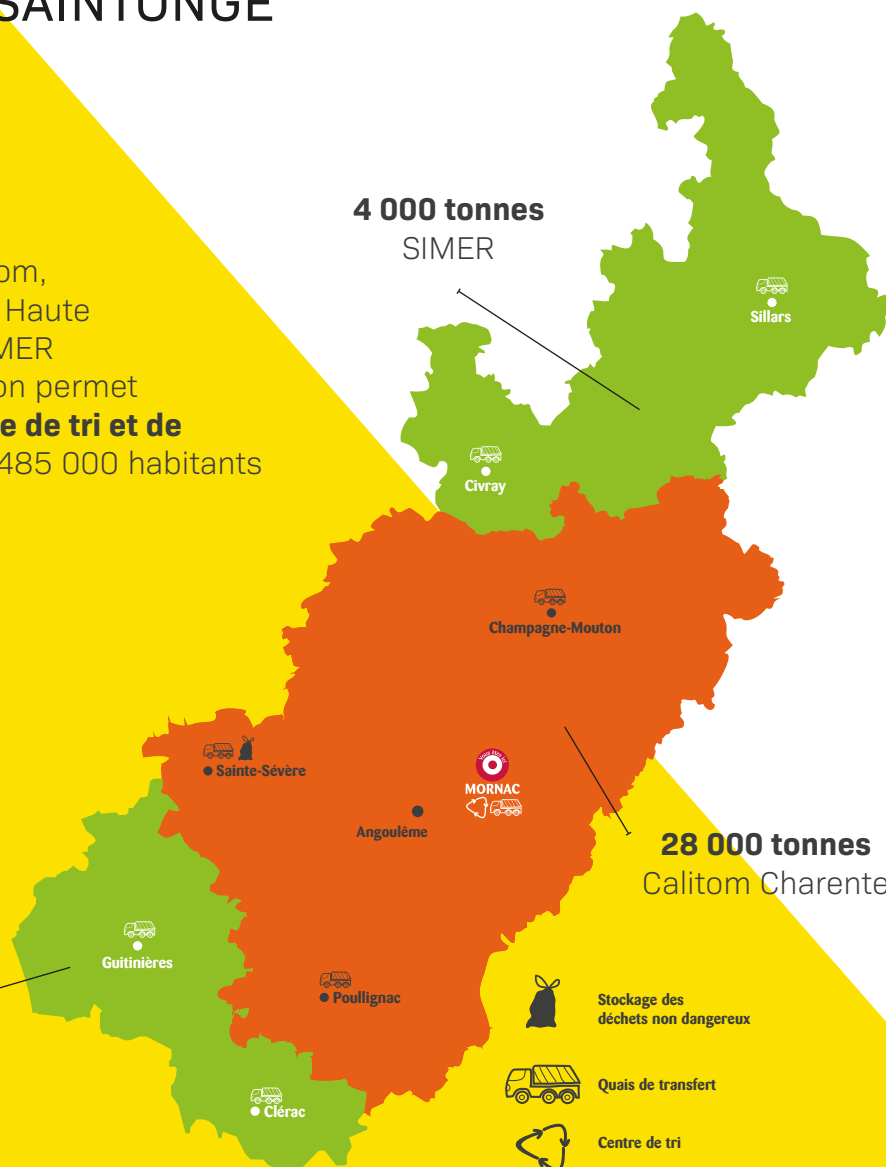 SAINTONGE
4 000 tonnes
SIMER
om,
Haute
MER
on permet
e de tri et de
485 000 habitants
Sillars
Civray
Champagne-Mouton
Sainte-Sévère
MORNAC
Angoulême
28 000 tonnes
Calitom Charente
Guitinières
Poullignac
Stockage des
déchets non dangereux
Quais de transfert
Clérac
Centre de tri